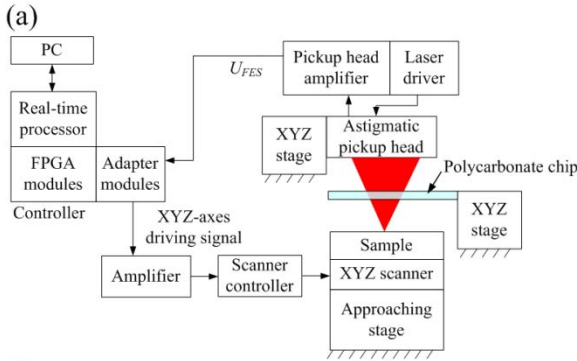 (a)
PC
Real-time
processor
FPGA
modules
Adapter
modules
Controller
U_FES
Pickup head
amplifier
Laser
driver
XYZ
stage
Astigmatic
pickup head
Polycarbonate chip
XYZ
stage
XYZ-axes
driving signal
Amplifier
Scanner
controller
Sample
XYZ scanner
Approaching
stage